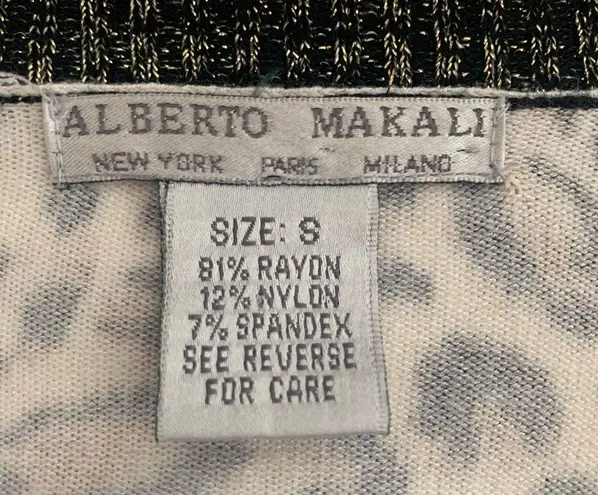 ALBERTO MAKALI
NEW YORK PARIS MILANO
SIZE: S
81% RAYON
12% NYLON
7% SPANDEX
SEE REVERSE
FOR CARE